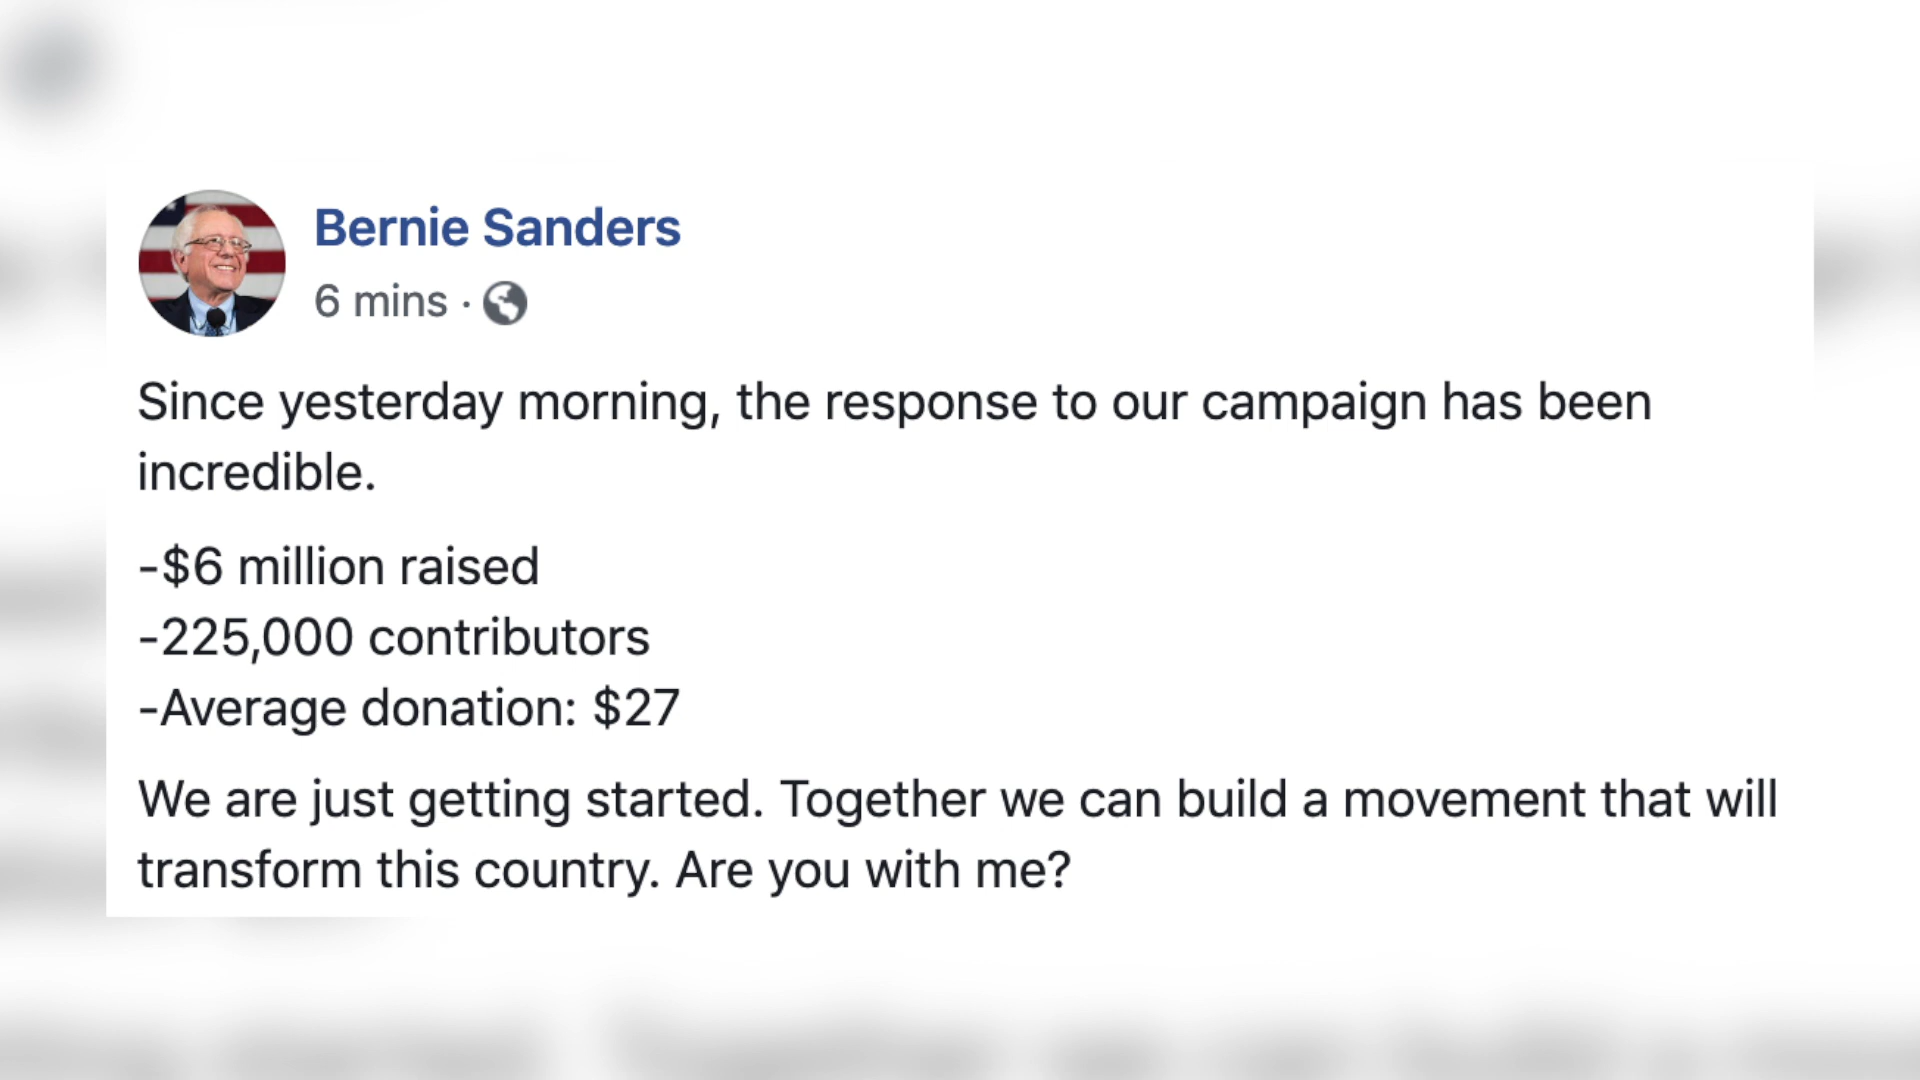 Bernie Sanders
6 mins ·
Since yesterday morning, the response to our campaign has been
incredible.
-$6 million raised
-225,000 contributors
-Average donation: $27
We are just getting started. Together we can build a movement that will
transform this country. Are you with me?